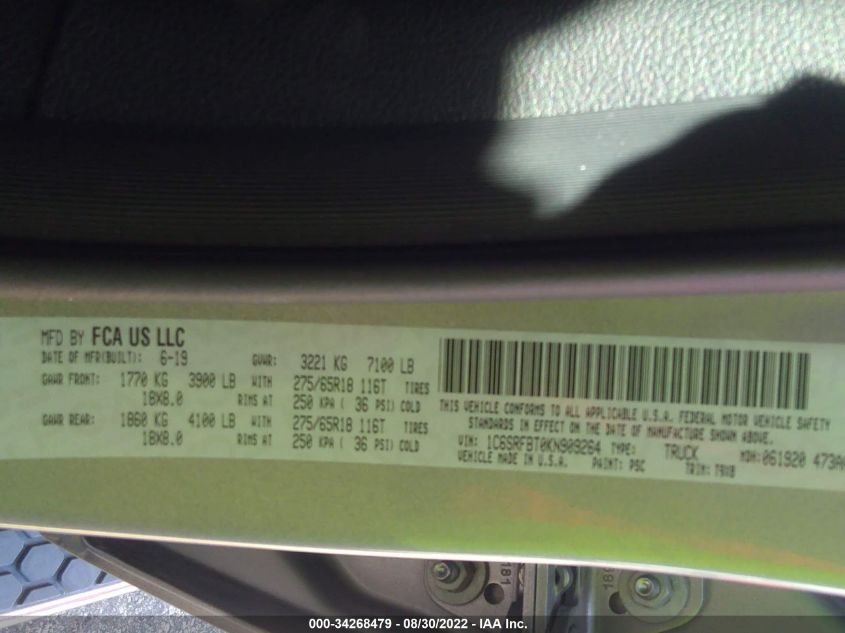 MFD BY FCA US LLC
DATE OF MFR(BUILT): 6-19 GVWR: 3221 KG 7100 LB
GAWR FRONT: 1770 KG 3900 LB WITH 275/65R18 116T TIRES
18X8.0 RIMS AT 250 KPA ( 36 PSI) COLD
GAWR REAR: 1860 KG 4100 LB WITH 275/65R18 116T TIRES
18X8.0 RIMS AT 250 KPA ( 36 PSI) COLD
THIS VEHICLE CONFORMS TO ALL APPLICABLE U.S.A. FEDERAL MOTOR VEHICLE SAFETY
STANDARDS IN EFFECT ON THE DATE OF MANUFACTURE SHOWN ABOVE.
VIN: 1C6SRFBT0KN909264 TYPE: TRUCK MDH: 061920
VEHICLE MADE IN U.S.A. PAINT: PSC TRIM:
181
000-34268479 - 08/30/2022 - IAA Inc.